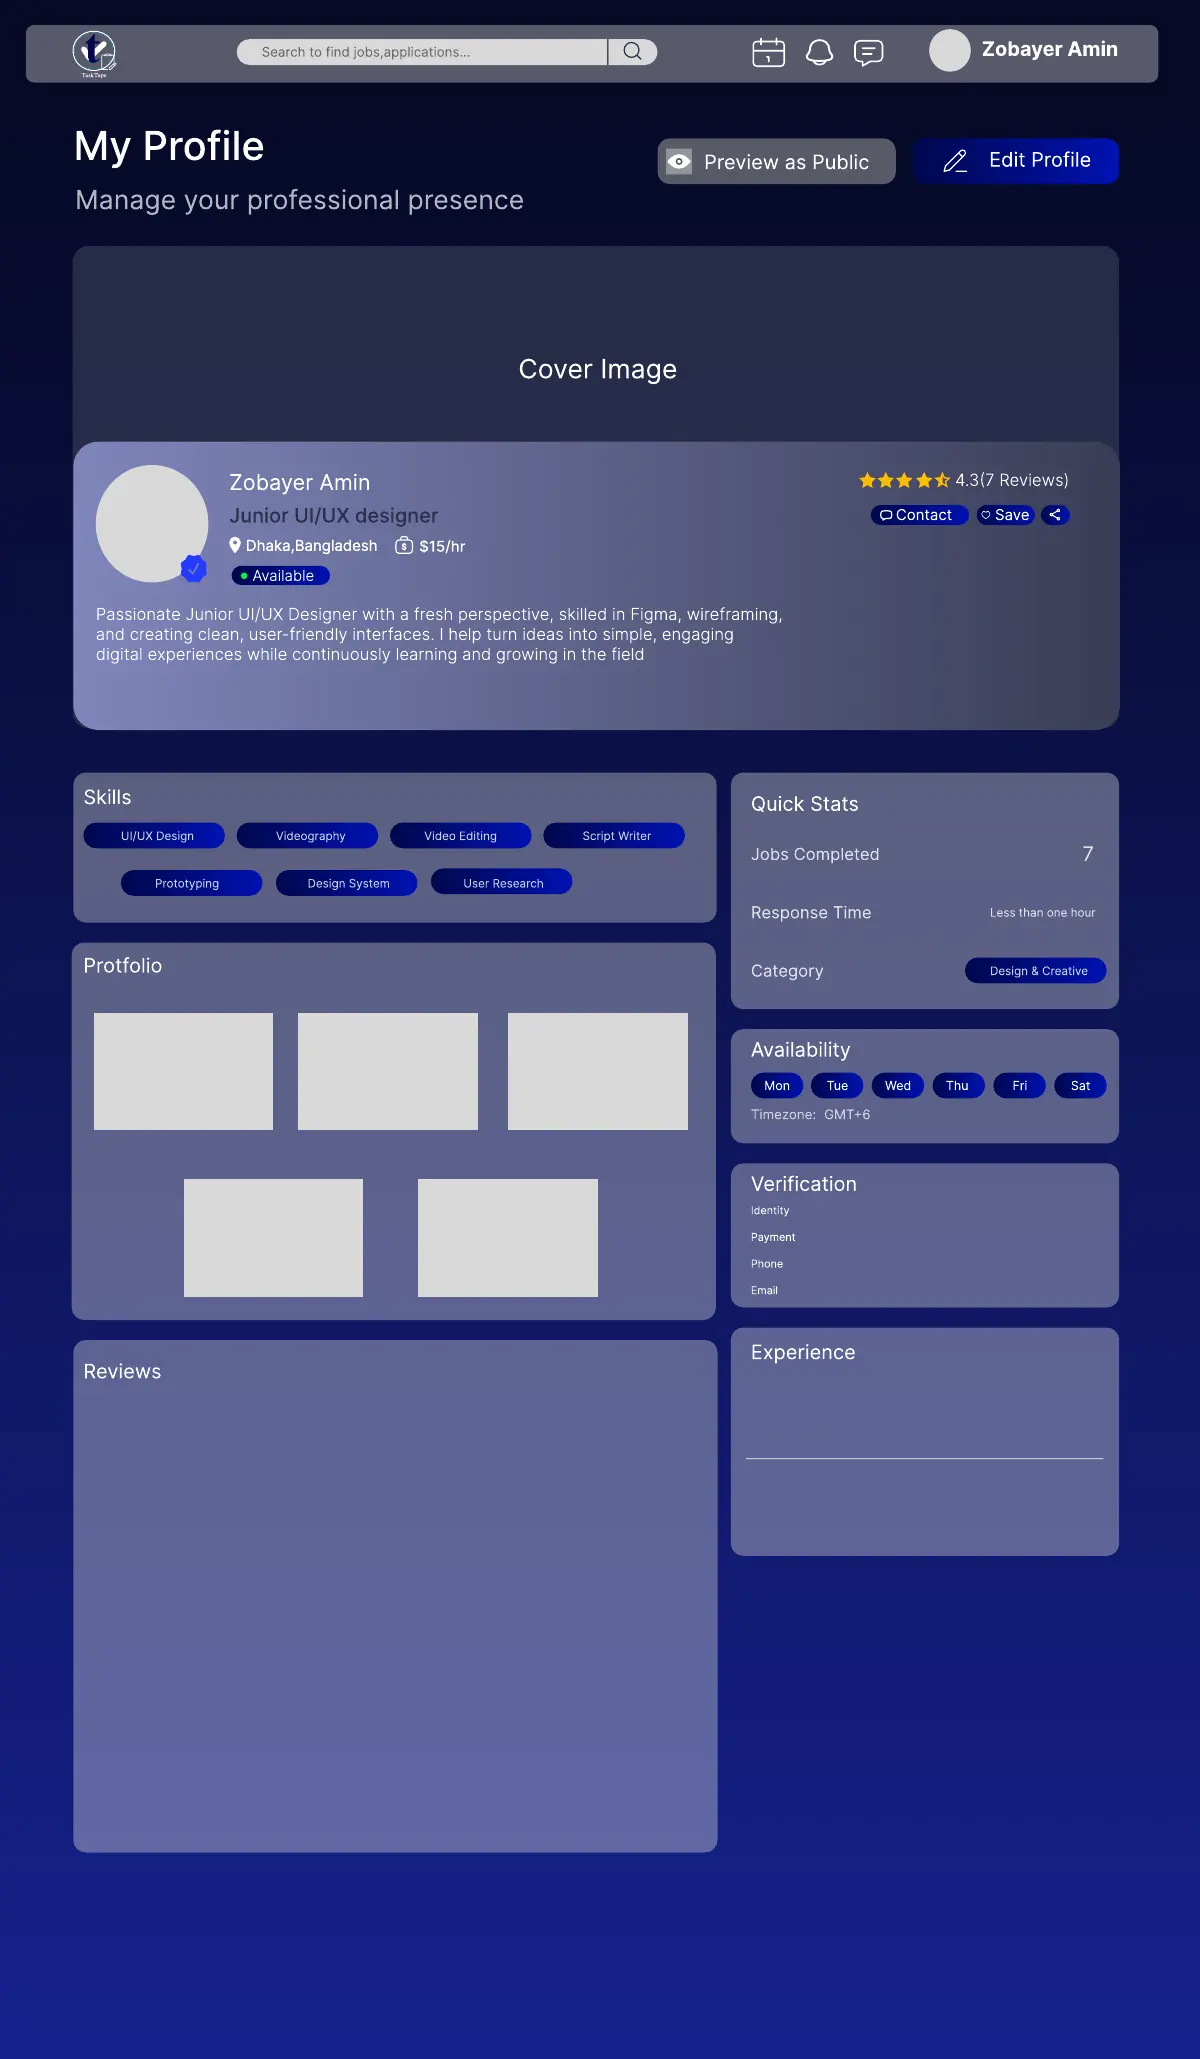 Task Taps
Search to find jobs,applications...
1
Zobayer Amin
My Profile
Manage your professional presence
Preview as Public
Edit Profile
Cover Image
Zobayer Amin
Junior UI/UX designer
Dhaka,Bangladesh $15/hr
Available
4.3(7 Reviews)
Contact Save
Passionate Junior UI/UX Designer with a fresh perspective, skilled in Figma, wireframing,
and creating clean, user-friendly interfaces. I help turn ideas into simple, engaging
digital experiences while continuously learning and growing in the field
Skills
UI/UX Design Videography Video Editing Script Writer
Prototyping Design System User Research
Protfolio
Reviews
Quick Stats
Jobs Completed 7
Response Time Less than one hour
Category Design & Creative
Availability
Mon Tue Wed Thu Fri Sat
Timezone: GMT+6
Verification
Identity
Payment
Phone
Email
Experience